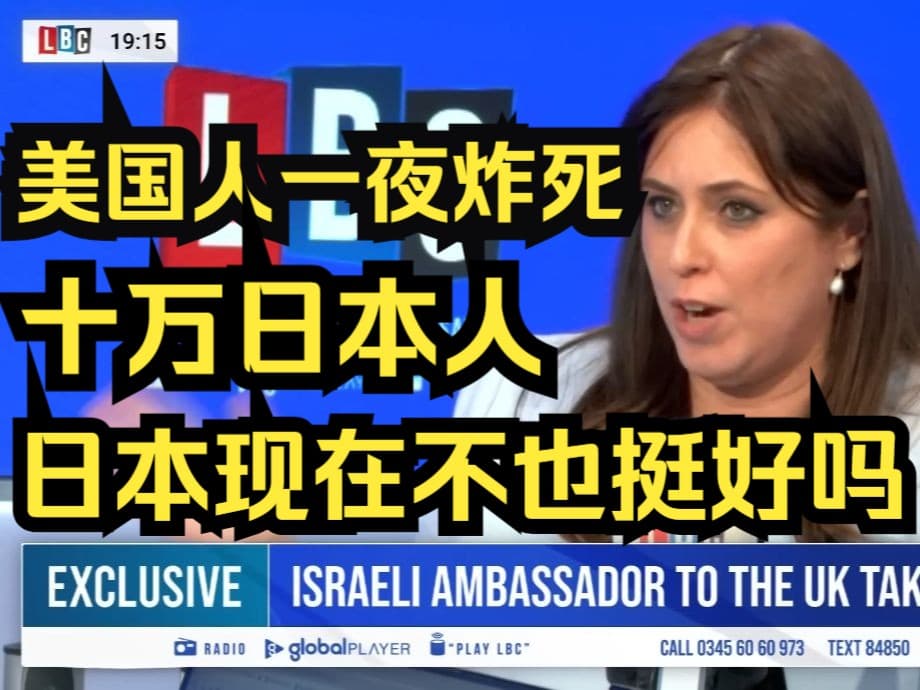 LBC 19:15
LBC
美国人一夜炸死
十万日本人
日本现在不也挺好吗
EXCLUSIVE ISRAELI AMBASSADOR TO THE UK
RADIO globalPLAYER "PLAY LBC" CALL 0345 60 60 973 TEXT 84850